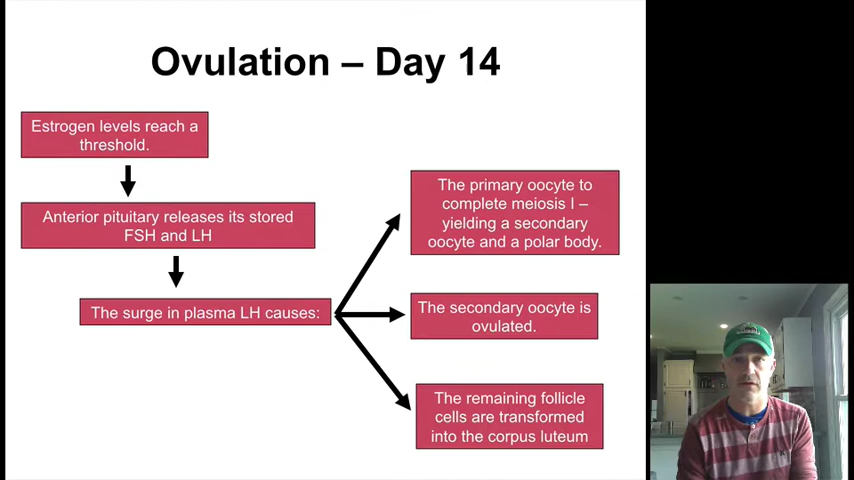 Ovulation – Day 14
Estrogen levels reach a
threshold.
Anterior pituitary releases its stored
FSH and LH
The surge in plasma LH causes:
The primary oocyte to
complete meiosis I –
yielding a secondary
oocyte and a polar body.
The secondary oocyte is
ovulated.
The remaining follicle
cells are transformed
into the corpus luteum